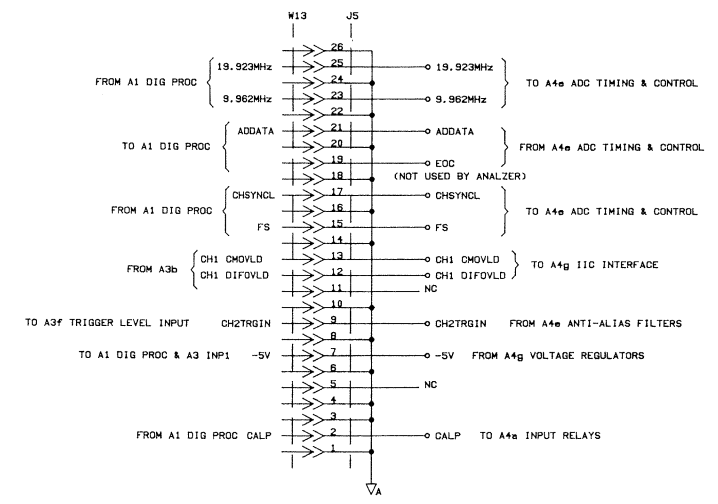 W13 J5
26
19.923MHz 25 19.923MHz
FROM A1 DIG PROC 24 TO A4e ADC TIMING & CONTROL
23 9.962MHz
9.962MHz
22
ADDATA 21 ADDATA
TO A1 DIG PROC 20 FROM A4e ADC TIMING & CONTROL
19 EOC
18 (NOT USED BY ANALZER)
CHSYNCL 17 CHSYNCL
FROM A1 DIG PROC 16 TO A4e ADC TIMING & CONTROL
FS 15 FS
14
CH1 CMOVLD 13 CH1 CMOVLD
FROM A3b TO A4g IIC INTERFACE
CH1 DIFOVLD 12 CH1 DIFOVLD
11 NC
10
TO A3f TRIGGER LEVEL INPUT CH2TRGIN 9 CH2TRGIN FROM A4e ANTI-ALIAS FILTERS
8
TO A1 DIG PROC & A3 INP1 -5V 7 -5V FROM A4g VOLTAGE REGULATORS
6
5 NC
4
3
FROM A1 DIG PROC CALP 2 CALP TO A4a INPUT RELAYS
1
A